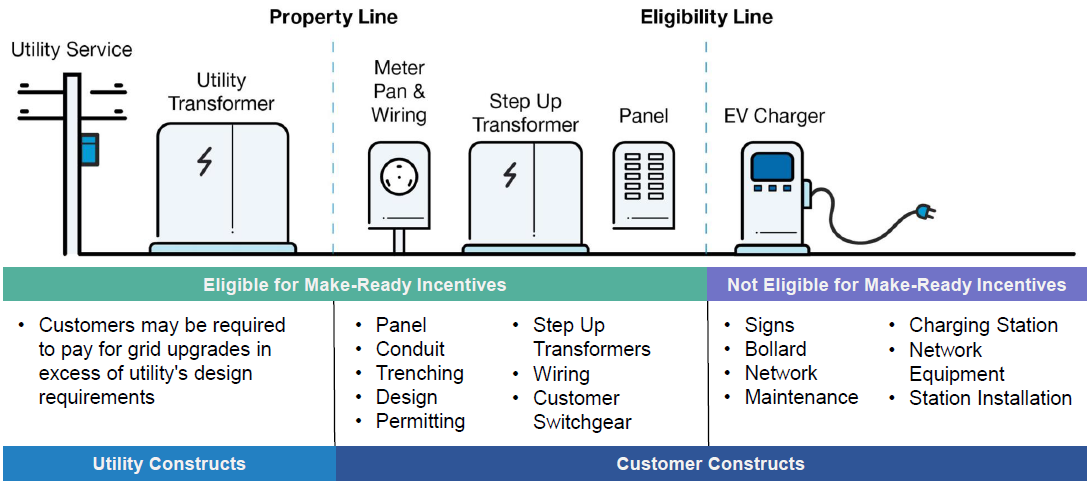 Property Line
Eligibility Line
Utility Service
Utility
Transformer
Meter
Pan &
Wiring
Step Up
Transformer
Panel
EV Charger
Eligible for Make-Ready Incentives
Not Eligible for Make-Ready Incentives
• Customers may be required
to pay for grid upgrades in
excess of utility's design
requirements
• Panel
• Conduit
• Trenching
• Design
• Permitting
• Step Up
Transformers
• Wiring
• Customer
Switchgear
• Signs
• Bollard
• Network
• Maintenance
• Charging Station
• Network
Equipment
• Station Installation
Utility Constructs
Customer Constructs